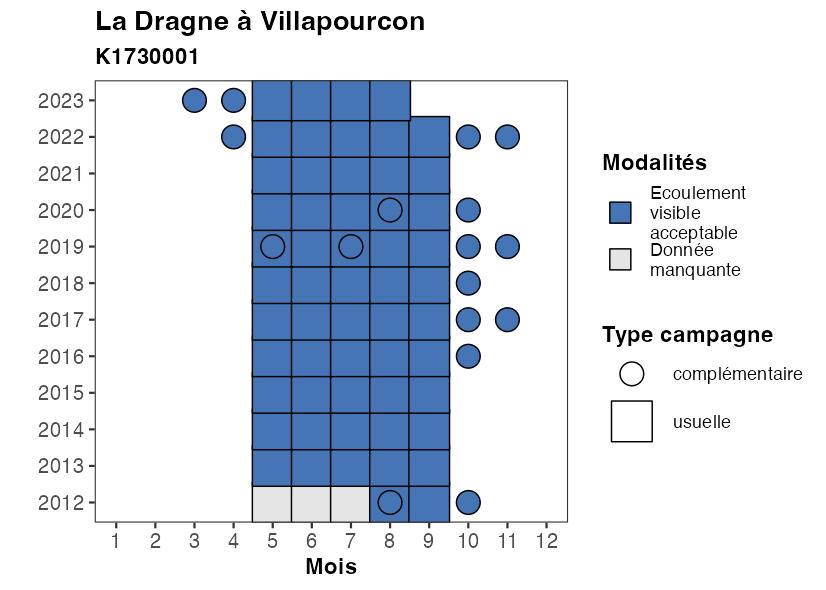 La Dragne à Villapourcon
K1730001
2023
2022
2021
2020
2019
2018
2017
2016
2015
2014
2013
2012
1 2 3 4 5 6 7 8 9 10 11 12
Mois
Modalités
Ecoulement
visible
acceptable
Donnée
manquante
Type campagne
complémentaire
usuelle